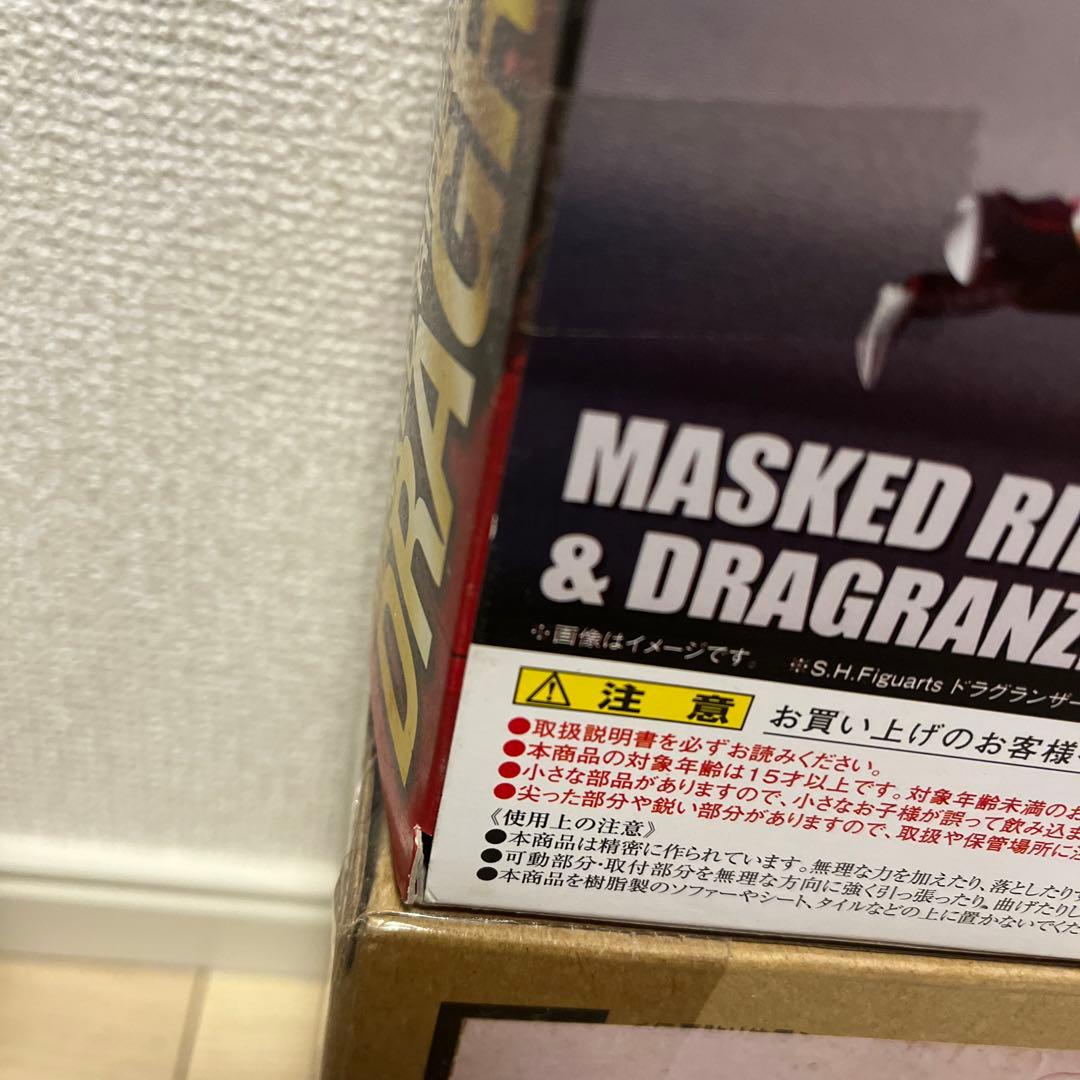 DRAGR
MASKED RI
& DRAGRANZ
※画像はイメージです。 ※S.H.Figuarts ドラグランザー
注意 お買い上げのお客様
●取扱説明書を必ずお読みください。
●本商品の対象年齢は15才以上です。対象年齢未満のお
●小さな部品がありますので、小さなお子様が誤って飲み込ま
●尖った部分や鋭い部分がありますので、取扱や保管場所に注
《使用上の注意》
●本商品は精密に作られています。無理な力を加えたり、落としたりす
●可動部分・取付部分を無理な方向に強く引っ張ったり、曲げたりし
●本商品を樹脂製のソファーやシート、タイルなどの上に置かないでくだ